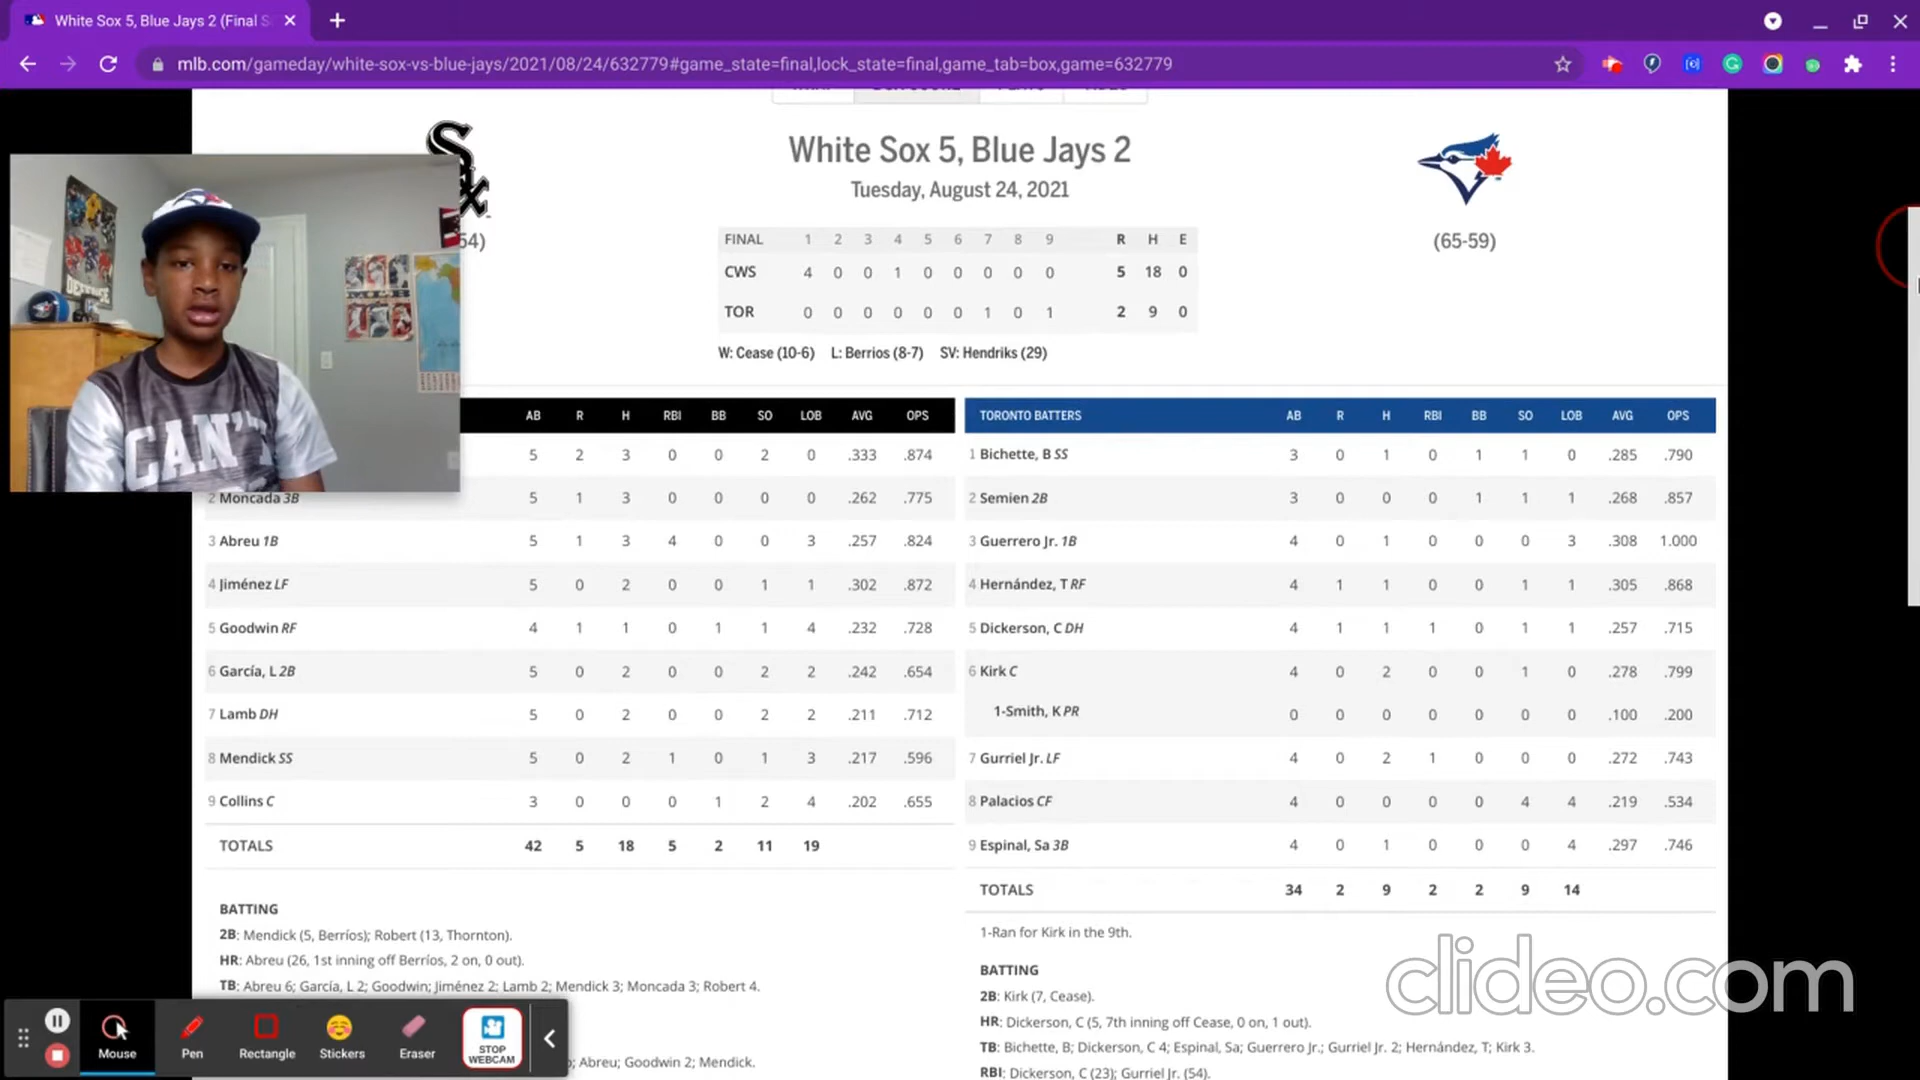 White Sox 5, Blue Jays 2 (Final S
mlb.com/gameday/white-sox-vs-blue-jays/2021/08/24/632779#game_state=final,lock_state=final,game_tab=box,game=632779
White Sox 5, Blue Jays 2
Tuesday, August 24, 2021
54)
(65-59)
FINAL 1 2 3 4 5 6 7 8 9 R H E
CWS 4 0 0 1 0 0 0 0 0 5 18 0
TOR 0 0 0 0 0 0 1 0 1 2 9 0
W: Cease (10-6) L: Berríos (8-7) SV: Hendriks (29)
DEFENSE
CAN'T
AB R H RBI BB SO LOB AVG OPS
5 2 3 0 0 2 0 .333 .874
2 Moncada 3B 5 1 3 0 0 0 0 .262 .775
3 Abreu 1B 5 1 3 4 0 0 3 .257 .824
4 Jiménez LF 5 0 2 0 0 1 1 .302 .872
5 Goodwin RF 4 1 1 0 1 1 4 .232 .728
6 García, L 2B 5 0 2 0 0 2 2 .242 .654
7 Lamb DH 5 0 2 0 0 2 2 .211 .712
8 Mendick SS 5 0 2 1 0 1 3 .217 .596
9 Collins C 3 0 0 0 1 2 4 .202 .655
TOTALS 42 5 18 5 2 11 19
BATTING
2B: Mendick (5, Berríos); Robert (13, Thornton).
HR: Abreu (26, 1st inning off Berríos, 2 on, 0 out).
TB: Abreu 6; García, L 2; Goodwin; Jiménez 2; Lamb 2; Mendick 3; Moncada 3; Robert 4.
; Abreu; Goodwin 2; Mendick.
TORONTO BATTERS AB R H RBI BB SO LOB AVG OPS
1 Bichette, B SS 3 0 1 0 1 1 0 .285 .790
2 Semien 2B 3 0 0 0 1 1 1 .268 .857
3 Guerrero Jr. 1B 4 0 1 0 0 0 3 .308 1.000
4 Hernández, T RF 4 1 1 0 0 1 1 .305 .868
5 Dickerson, C DH 4 1 1 1 0 1 1 .257 .715
6 Kirk C 4 0 2 0 0 1 0 .278 .799
1-Smith, K PR 0 0 0 0 0 0 0 .100 .200
7 Gurriel Jr. LF 4 0 2 1 0 0 0 .272 .743
8 Palacios CF 4 0 0 0 0 4 4 .219 .534
9 Espinal, Sa 3B 4 0 1 0 0 0 4 .297 .746
TOTALS 34 2 9 2 2 9 14
1-Ran for Kirk in the 9th.
BATTING
2B: Kirk (7, Cease).
HR: Dickerson, C (5, 7th inning off Cease, 0 on, 1 out).
TB: Bichette, B; Dickerson, C 4; Espinal, Sa; Guerrero Jr.; Gurriel Jr. 2; Hernández, T; Kirk 3.
RBI: Dickerson, C (23); Gurriel Jr. (54).
Mouse Pen Rectangle Stickers Eraser STOP WEBCAM
clideo.com